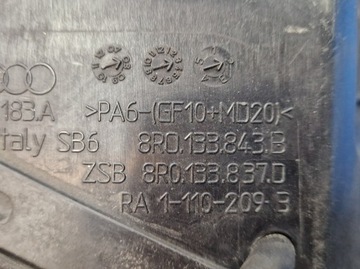 183.A >PA6-(GF10+MD20)<
taly SB6 8R0.133.843.B
ZSB 8R0.133.837.D
RA 1-110-209-3